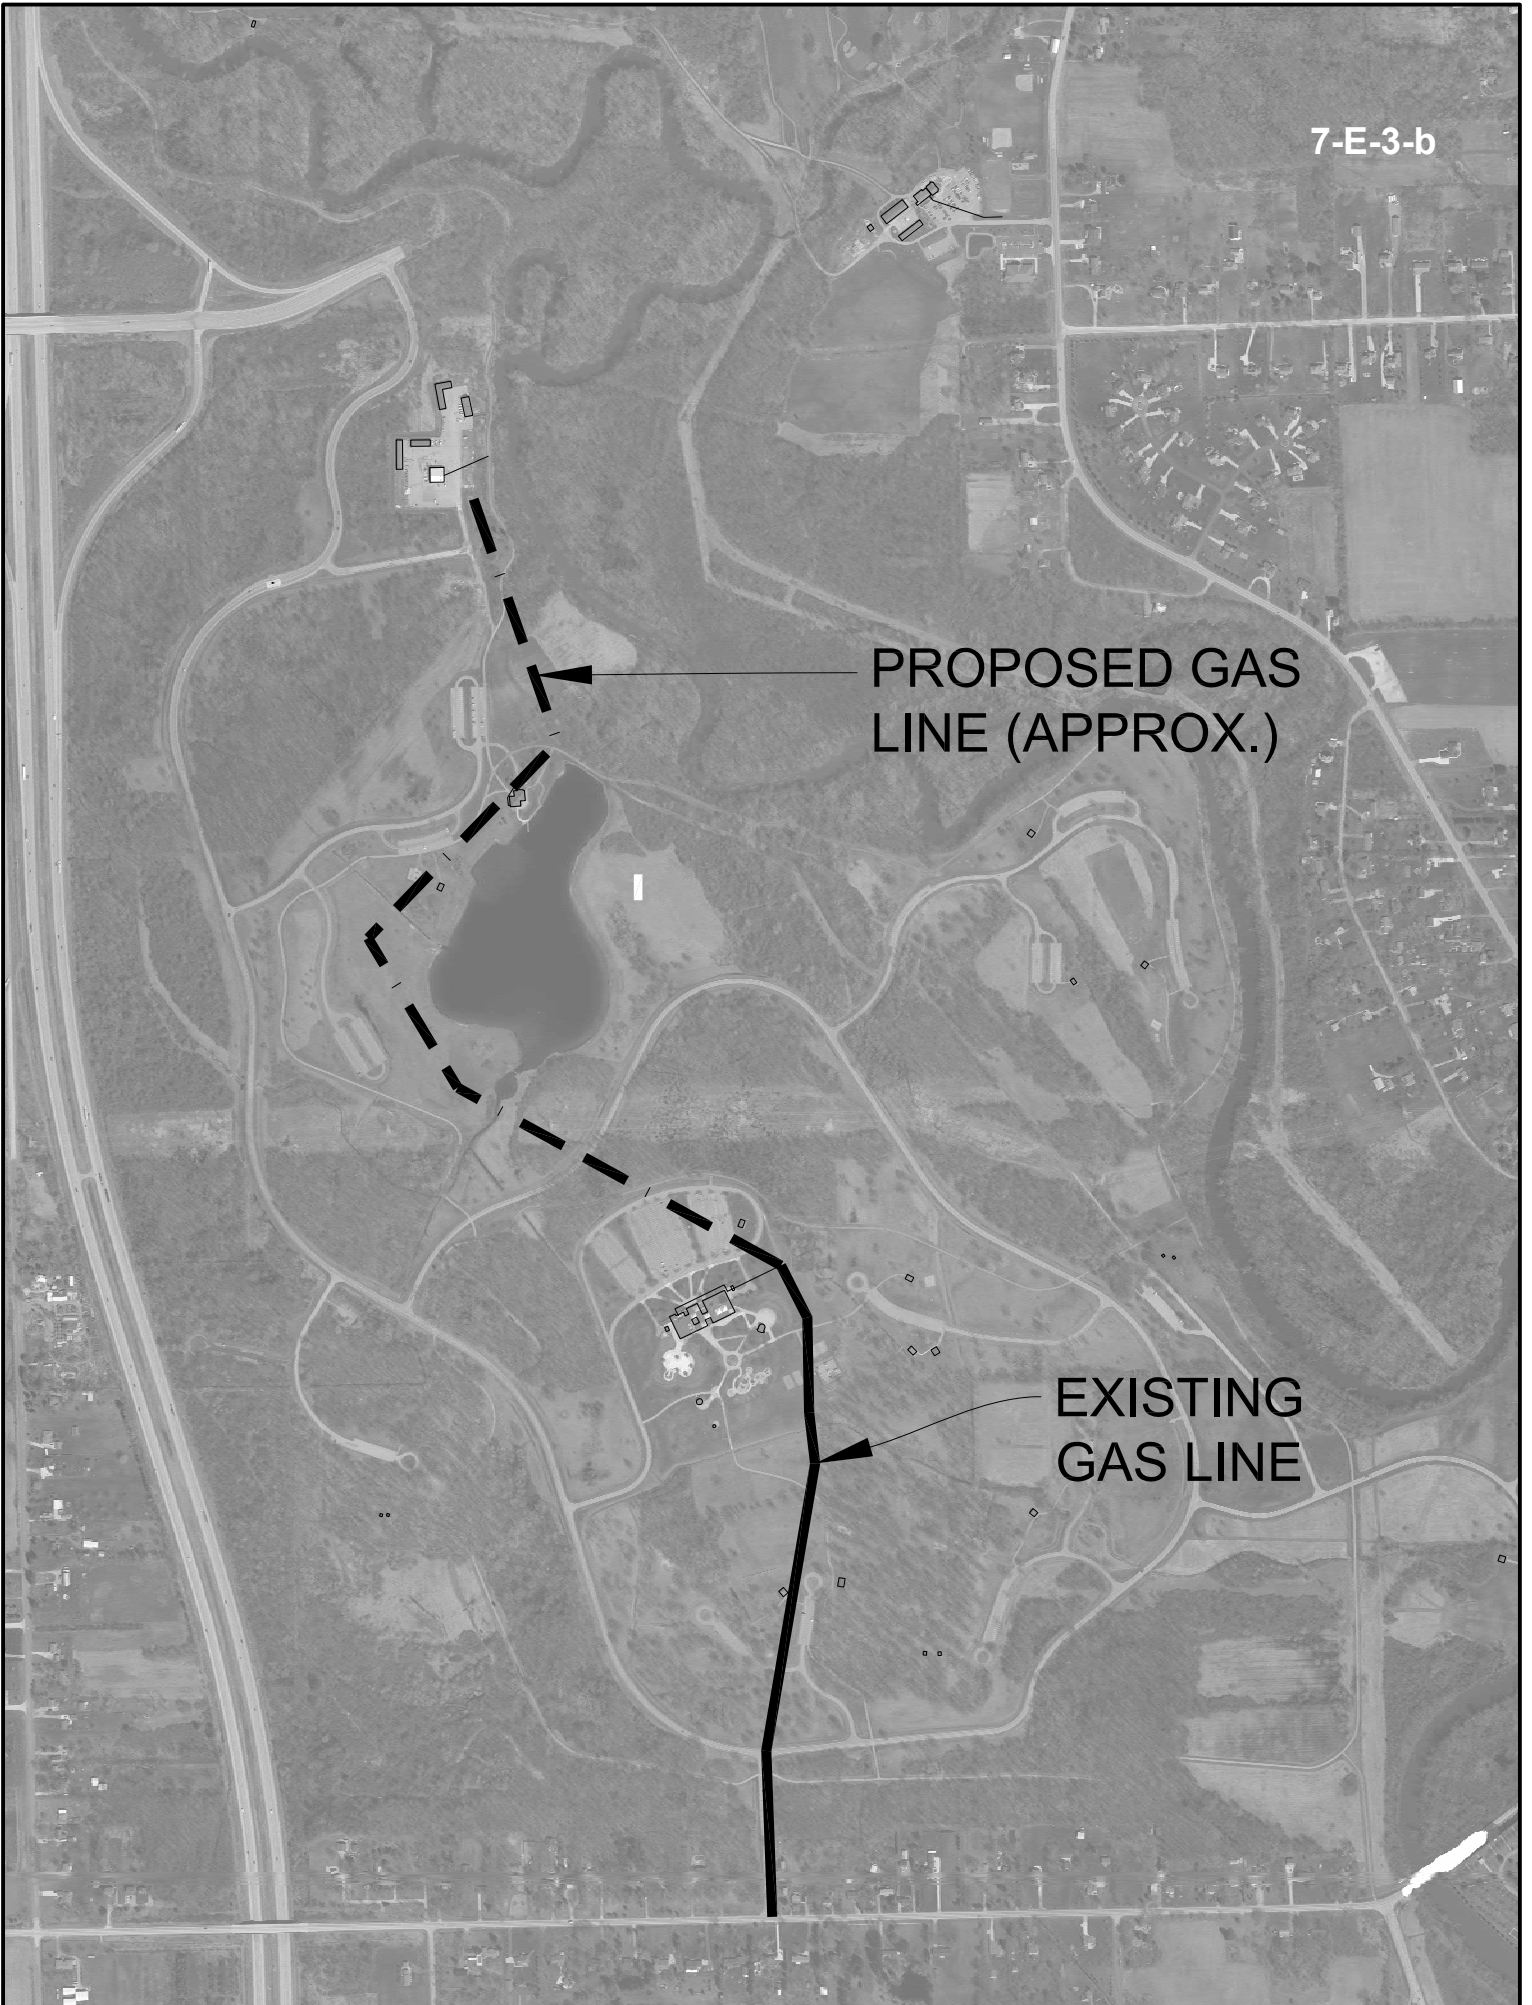 7-E-3-b
PROPOSED GAS
LINE (APPROX.)
EXISTING
GAS LINE